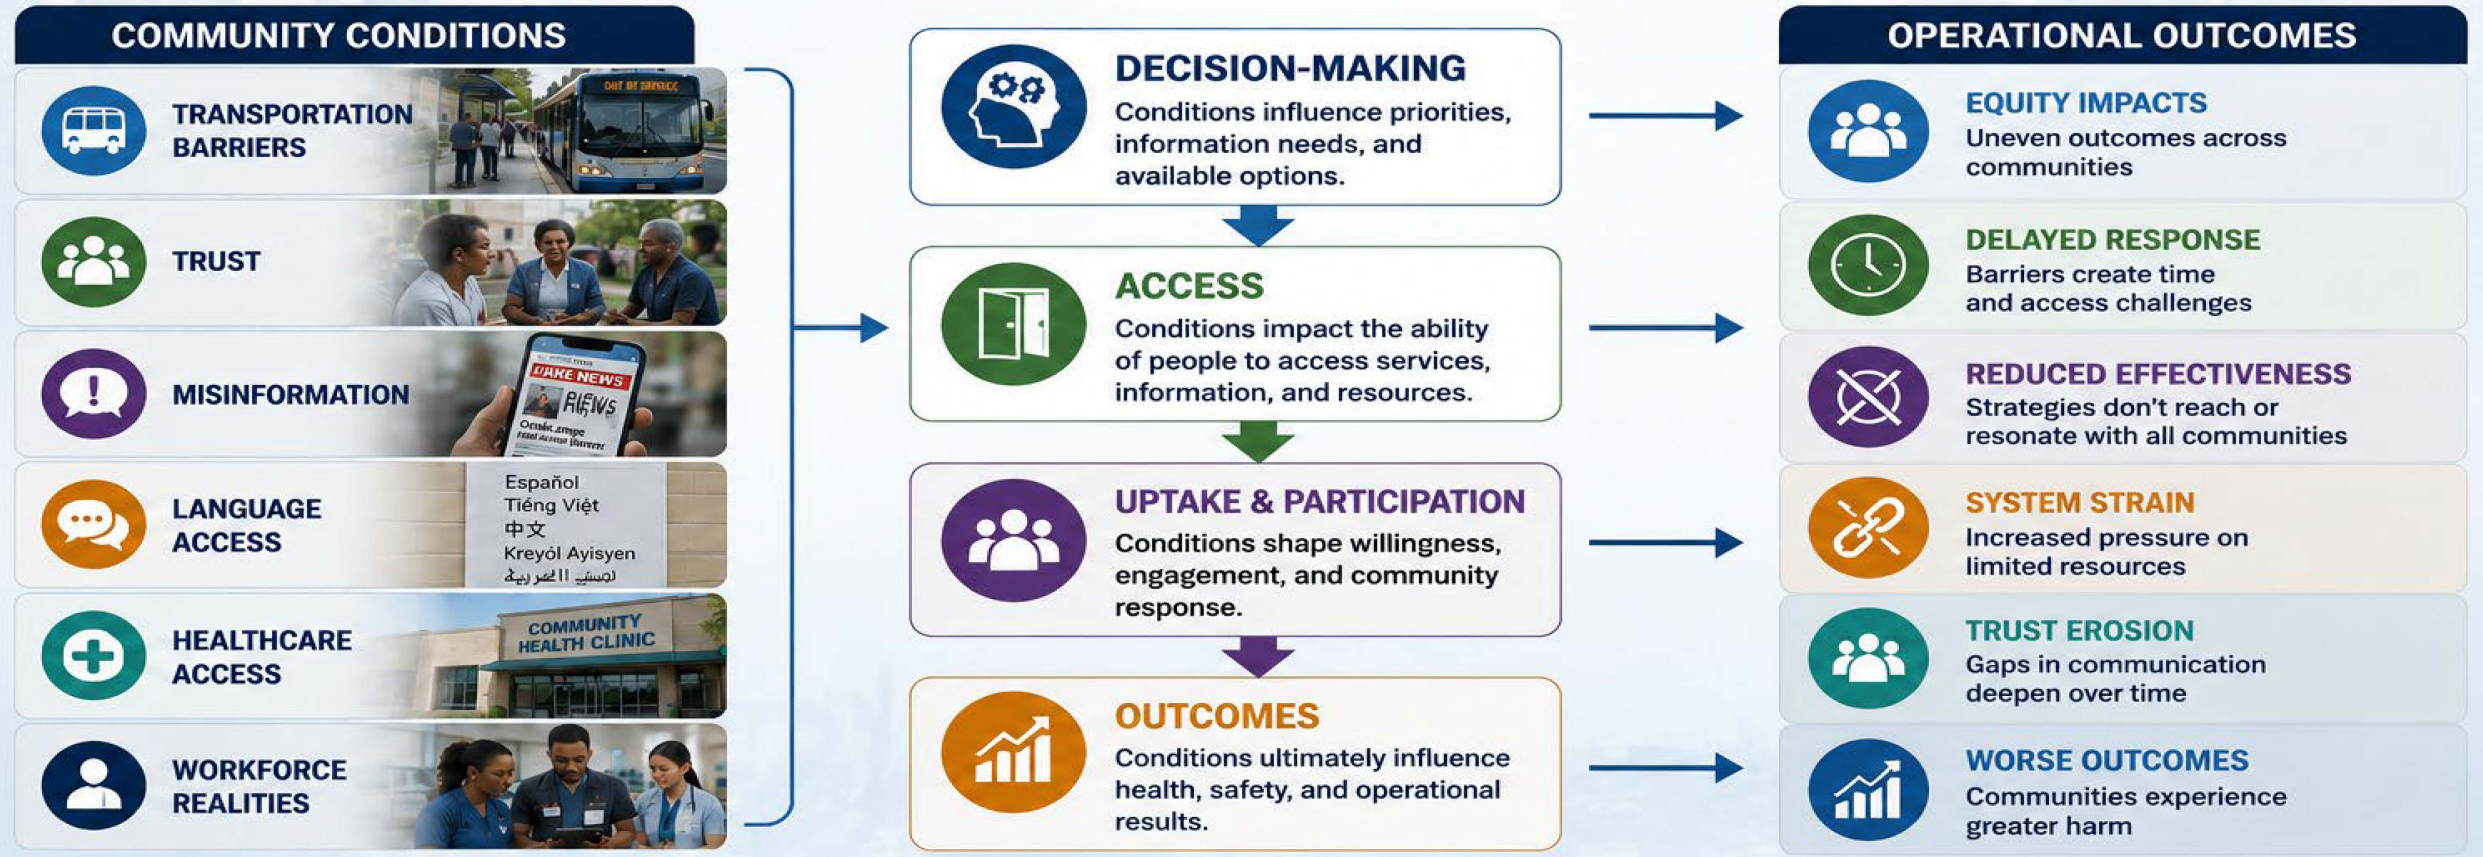 COMMUNITY CONDITIONS
TRANSPORTATION
BARRIERS
TRUST
MISINFORMATION
NEWS
LANGUAGE
ACCESS
Español
Tiếng Việt
中文
Kreyól Ayisyen
HEALTHCARE
ACCESS
COMMUNITY
HEALTH CLINIC
WORKFORCE
REALITIES
DECISION-MAKING
Conditions influence priorities,
information needs, and
available options.
ACCESS
Conditions impact the ability
of people to access services,
information, and resources.
UPTAKE & PARTICIPATION
Conditions shape willingness,
engagement, and community
response.
OUTCOMES
Conditions ultimately influence
health, safety, and operational
results.
OPERATIONAL OUTCOMES
EQUITY IMPACTS
Uneven outcomes across
communities
DELAYED RESPONSE
Barriers create time
and access challenges
REDUCED EFFECTIVENESS
Strategies don't reach or
resonate with all communities
SYSTEM STRAIN
Increased pressure on
limited resources
TRUST EROSION
Gaps in communication
deepen over time
WORSE OUTCOMES
Communities experience
greater harm